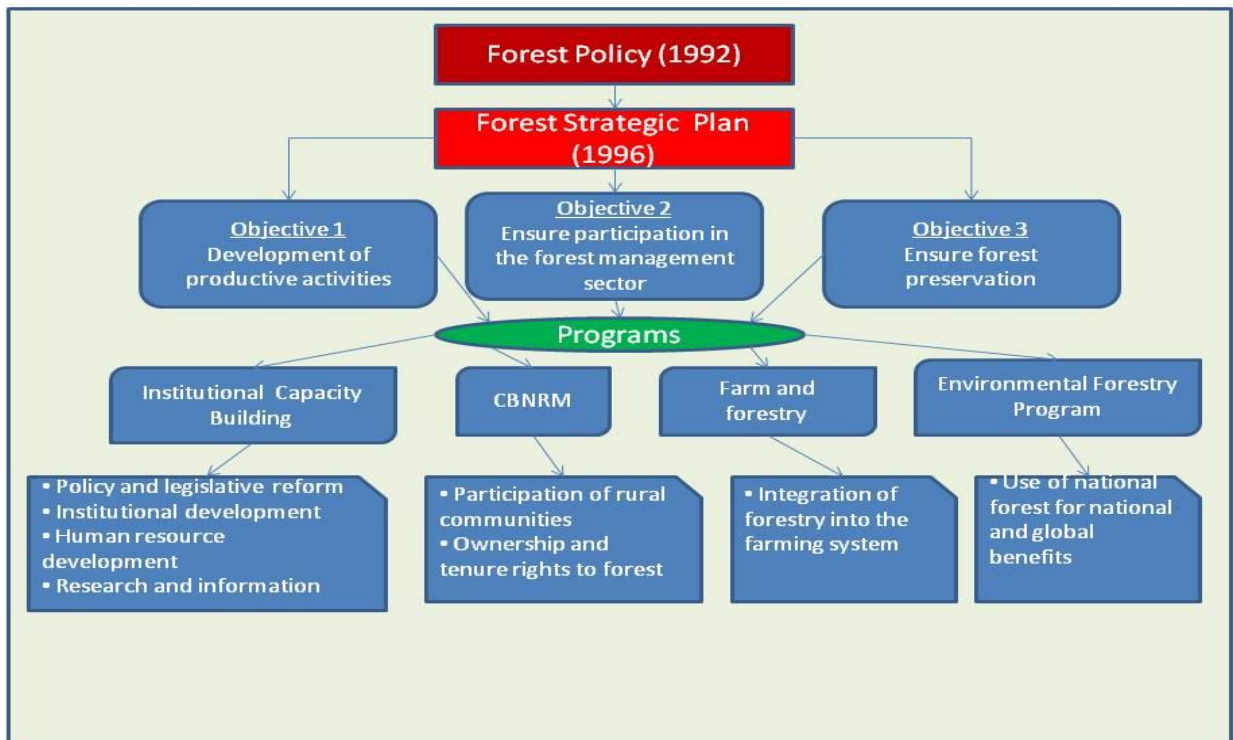 Forest Policy (1992)
Forest Strategic Plan
(1996)
Objective 1
Development of
productive activities
Objective 2
Ensure participation in
the forest management
sector
Objective 3
Ensure forest
preservation
Programs
Institutional Capacity
Building
CBNRM
Farm and
forestry
Environmental Forestry
Program
• Policy and legislative reform
• Institutional development
• Human resource
development
• Research and information
• Participation of rural
communities
• Ownership and
tenure rights to forest
• Integration of
forestry into the
farming system
• Use of national
forest for national
and global
benefits